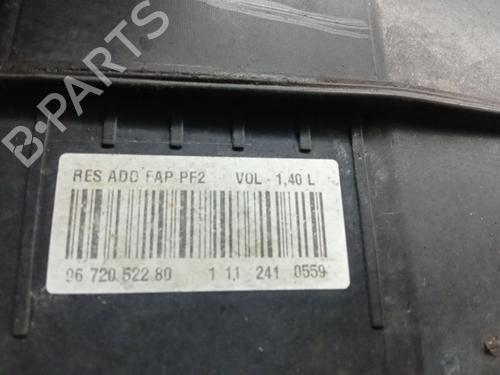 B-PARTS
RES ADD FAP PF2 VOL - 1,40 L
96 720 522 80 1 1.1 241 0559